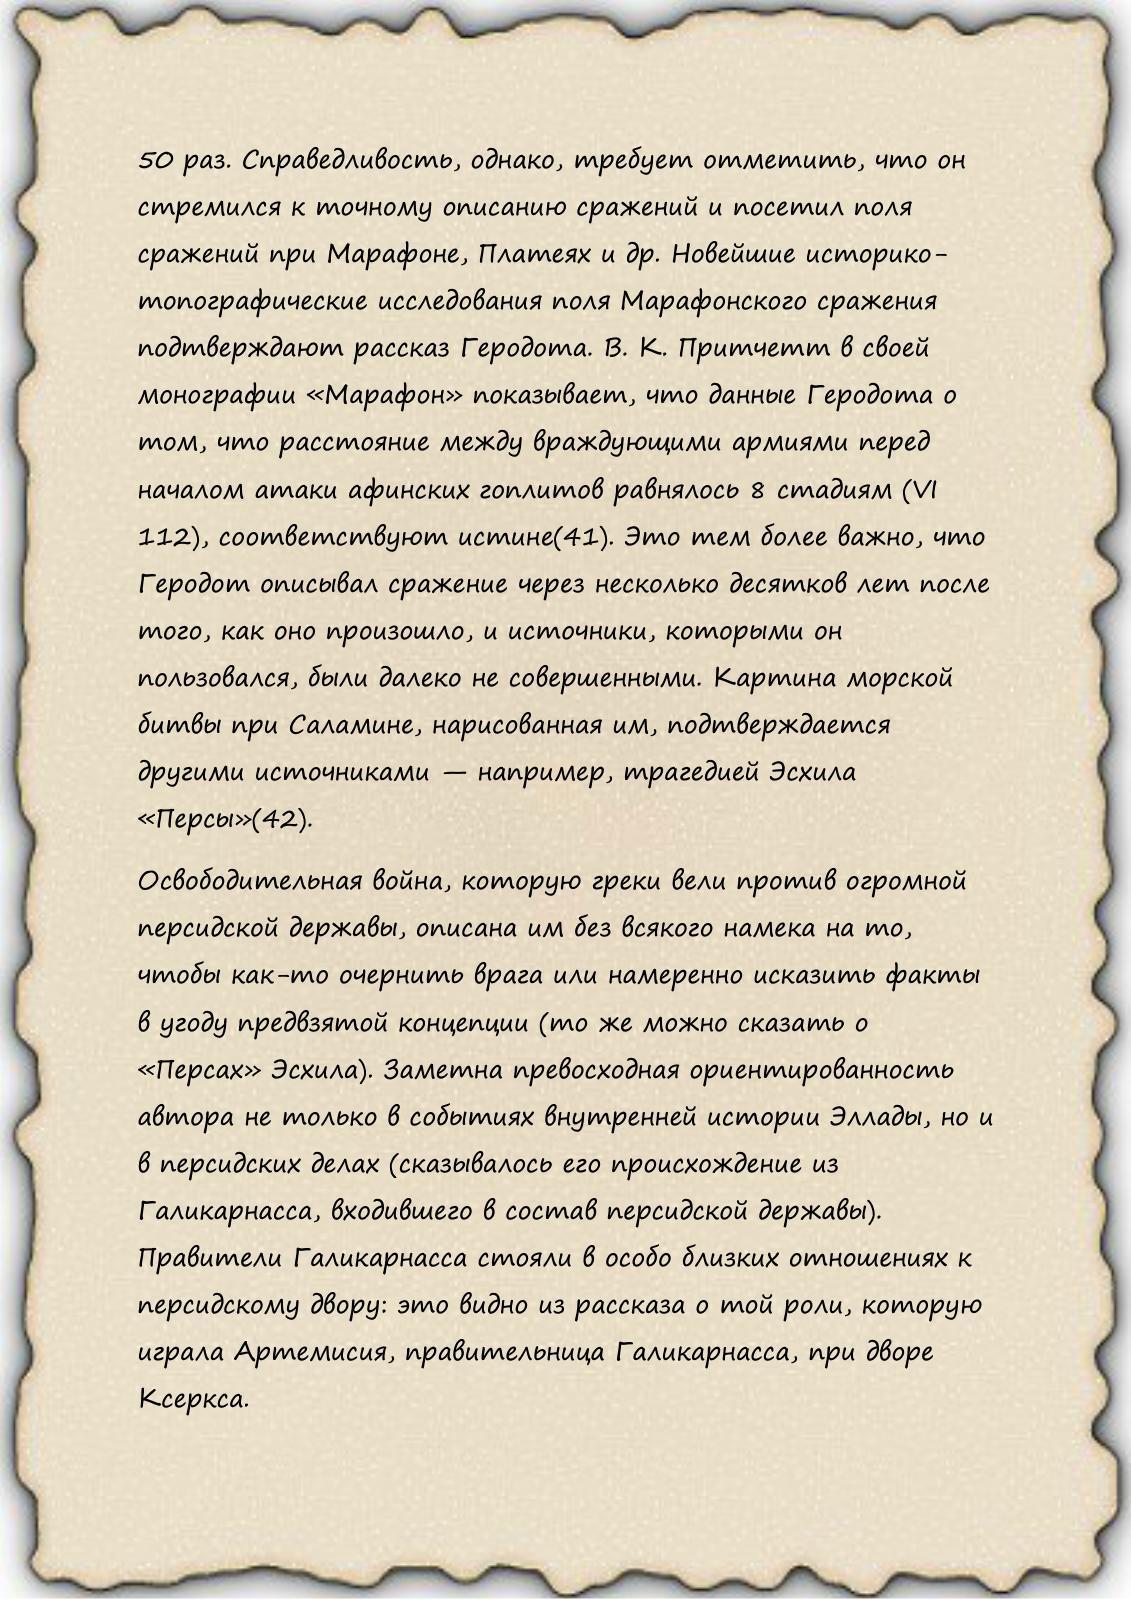 50 раз. Справедливость, однако, требует отметить, что он
стремился к точному описанию сражений и посетил поля
сражений при Марафоне, Платеях и др. Новейшие историко-
топографические исследования поля Марафонского сражения
подтверждают рассказ Геродота. В. К. Притчетт в своей
монографии «Марафон» показывает, что данные Геродота о
том, что расстояние между враждующими армиями перед
началом атаки афинских гоплитов равнялось 8 стадиям (VI
112), соответствуют истине(41). Это тем более важно, что
Геродот описывал сражение через несколько десятков лет после
того, как оно произошло, и источники, которыми он
пользовался, были далеко не совершенными. Картина морской
битвы при Саламине, нарисованная им, подтверждается
другими источниками — например, трагедией Эсхила
«Персы»(42).
Освободительная война, которую греки вели против огромной
персидской державы, описана им без всякого намека на то,
чтобы как-то очернить врага или намеренно исказить факты
в угоду предвзятой концепции (то же можно сказать о
«Персах» Эсхила). Заметна превосходная ориентированность
автора не только в событиях внутренней истории Эллады, но и
в персидских делах (сказывалось его происхождение из
Галикарнасса, входившего в состав персидской державы).
Правители Галикарнасса стояли в особо близких отношениях к
персидскому двору: это видно из рассказа о той роли, которую
играла Артемисия, правительница Галикарнасса, при дворе
Ксеркса.